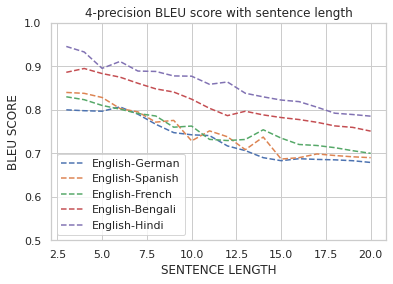 4-precision BLEU score with sentence length
BLEU SCORE
1.0
0.9
0.8
0.7
0.6
0.5
English-German
English-Spanish
English-French
English-Bengali
English-Hindi
2.5 5.0 7.5 10.0 12.5 15.0 17.5 20.0
SENTENCE LENGTH